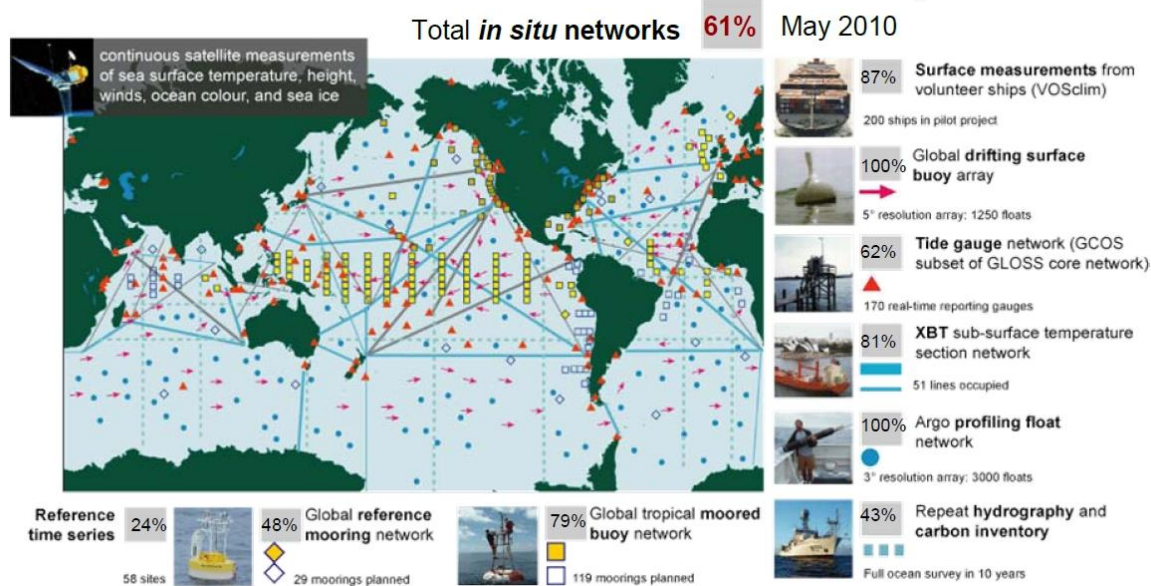 Total in situ networks 61% May 2010
continuous satellite measurements
of sea surface temperature, height,
winds, ocean colour, and sea ice
87% Surface measurements from
volunteer ships (VOSclim)
200 ships in pilot project
100% Global drifting surface
buoy array
5° resolution array: 1250 floats
62% Tide gauge network (GCOS
subset of GLOSS core network)
170 real-time reporting gauges
81% XBT sub-surface temperature
section network
51 lines occupied
100% Argo profiling float
network
3° resolution array: 3000 floats
43% Repeat hydrography and
carbon inventory
Full ocean survey in 10 years
Reference
time series
24%
58 sites
48% Global reference
mooring network
29 moorings planned
79% Global tropical moored
buoy network
119 moorings planned